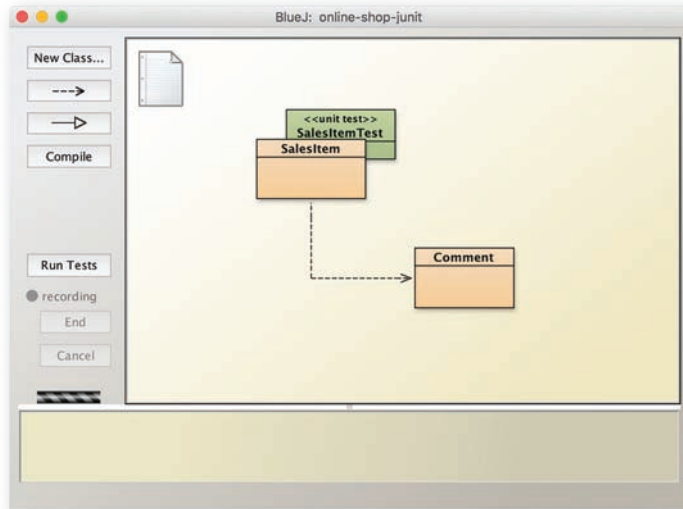 BlueJ: online-shop-junit
New Class...
Compile
Run Tests
recording
End
Cancel
<<unit test>>
SalesItemTest
SalesItem
Comment